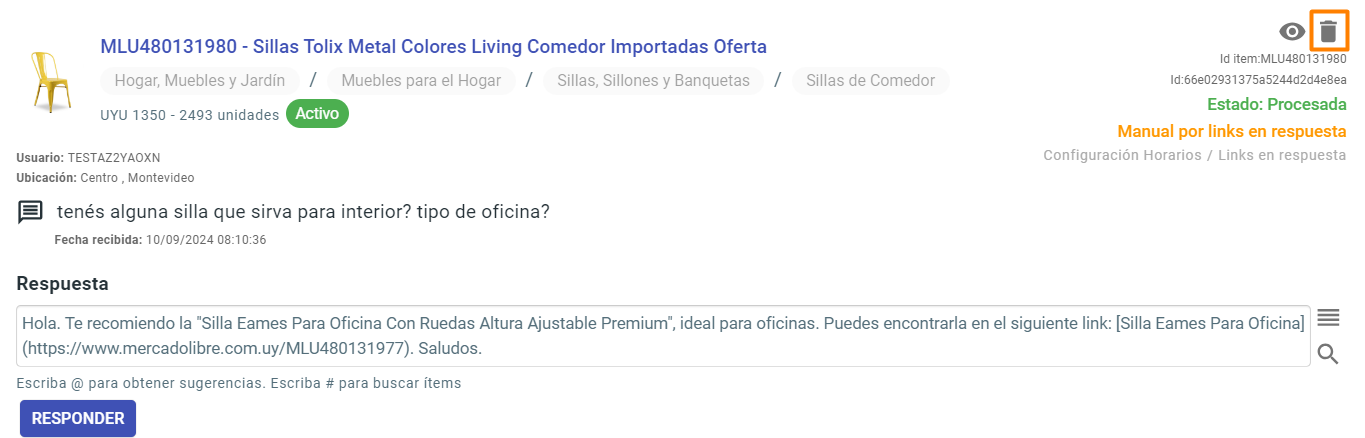 MLU480131980 - Sillas Tolix Metal Colores Living Comedor Importadas Oferta
Hogar, Muebles y Jardín / Muebles para el Hogar / Sillas, Sillones y Banquetas / Sillas de Comedor
UYU 1350 - 2493 unidades Activo
Id item:MLU480131980
Id:66e02931375a5244d2d4e8ea
Estado: Procesada
Manual por links en respuesta
Configuración Horarios / Links en respuesta
Usuario: TESTAZ2YAOXN
Ubicación: Centro , Montevideo
tenés alguna silla que sirva para interior? tipo de oficina?
Fecha recibida: 10/09/2024 08:10:36
Respuesta
Hola. Te recomiendo la "Silla Eames Para Oficina Con Ruedas Altura Ajustable Premium", ideal para oficinas. Puedes encontrarla en el siguiente link: [Silla Eames Para Oficina]
(https://www.mercadolibre.com.uy/MLU480131977). Saludos.
Escriba @ para obtener sugerencias. Escriba # para buscar ítems
RESPONDER